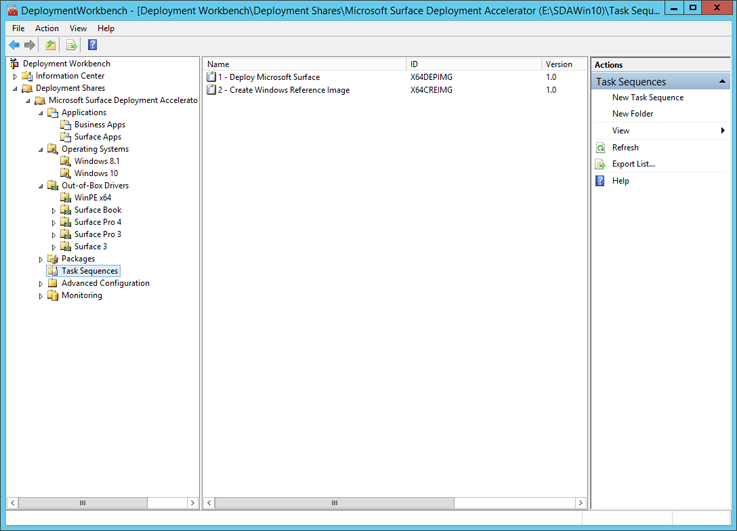 DeploymentWorkbench - [Deployment Workbench\Deployment Shares\Microsoft Surface Deployment Accelerator (E:\SDAWin10)\Task Sequ...
File Action View Help
Deployment Workbench
Information Center
Deployment Shares
Microsoft Surface Deployment Accelerato
Applications
Business Apps
Surface Apps
Operating Systems
Windows 8.1
Windows 10
Out-of-Box Drivers
WinPE x64
Surface Book
Surface Pro 4
Surface Pro 3
Surface 3
Packages
Task Sequences
Advanced Configuration
Monitoring
Name ID Version
1 - Deploy Microsoft Surface X64DEPIMG 1.0
2 - Create Windows Reference Image X64CREIMG 1.0
Actions
Task Sequences
New Task Sequence
New Folder
View
Refresh
Export List...
Help